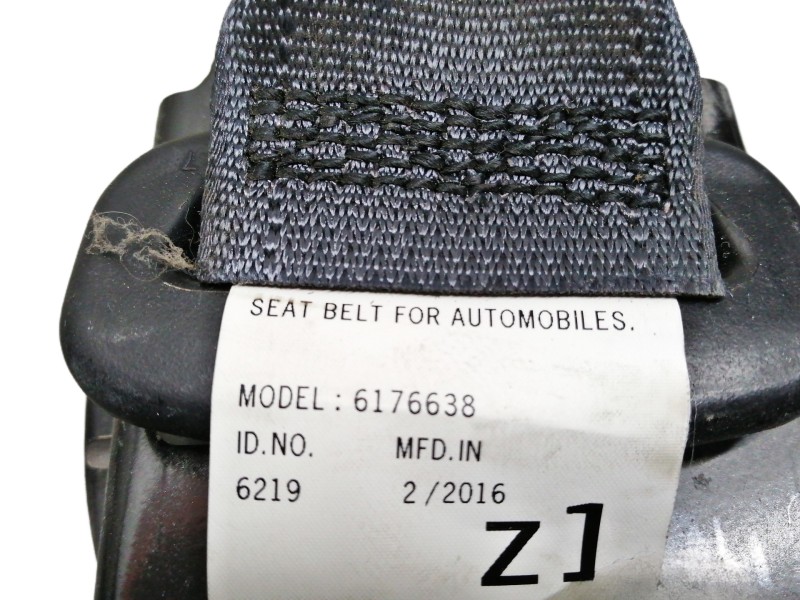 SEAT BELT FOR AUTOMOBILES.
MODEL: 6176638
ID.NO. MFD.IN
6219 2/2016
Z]